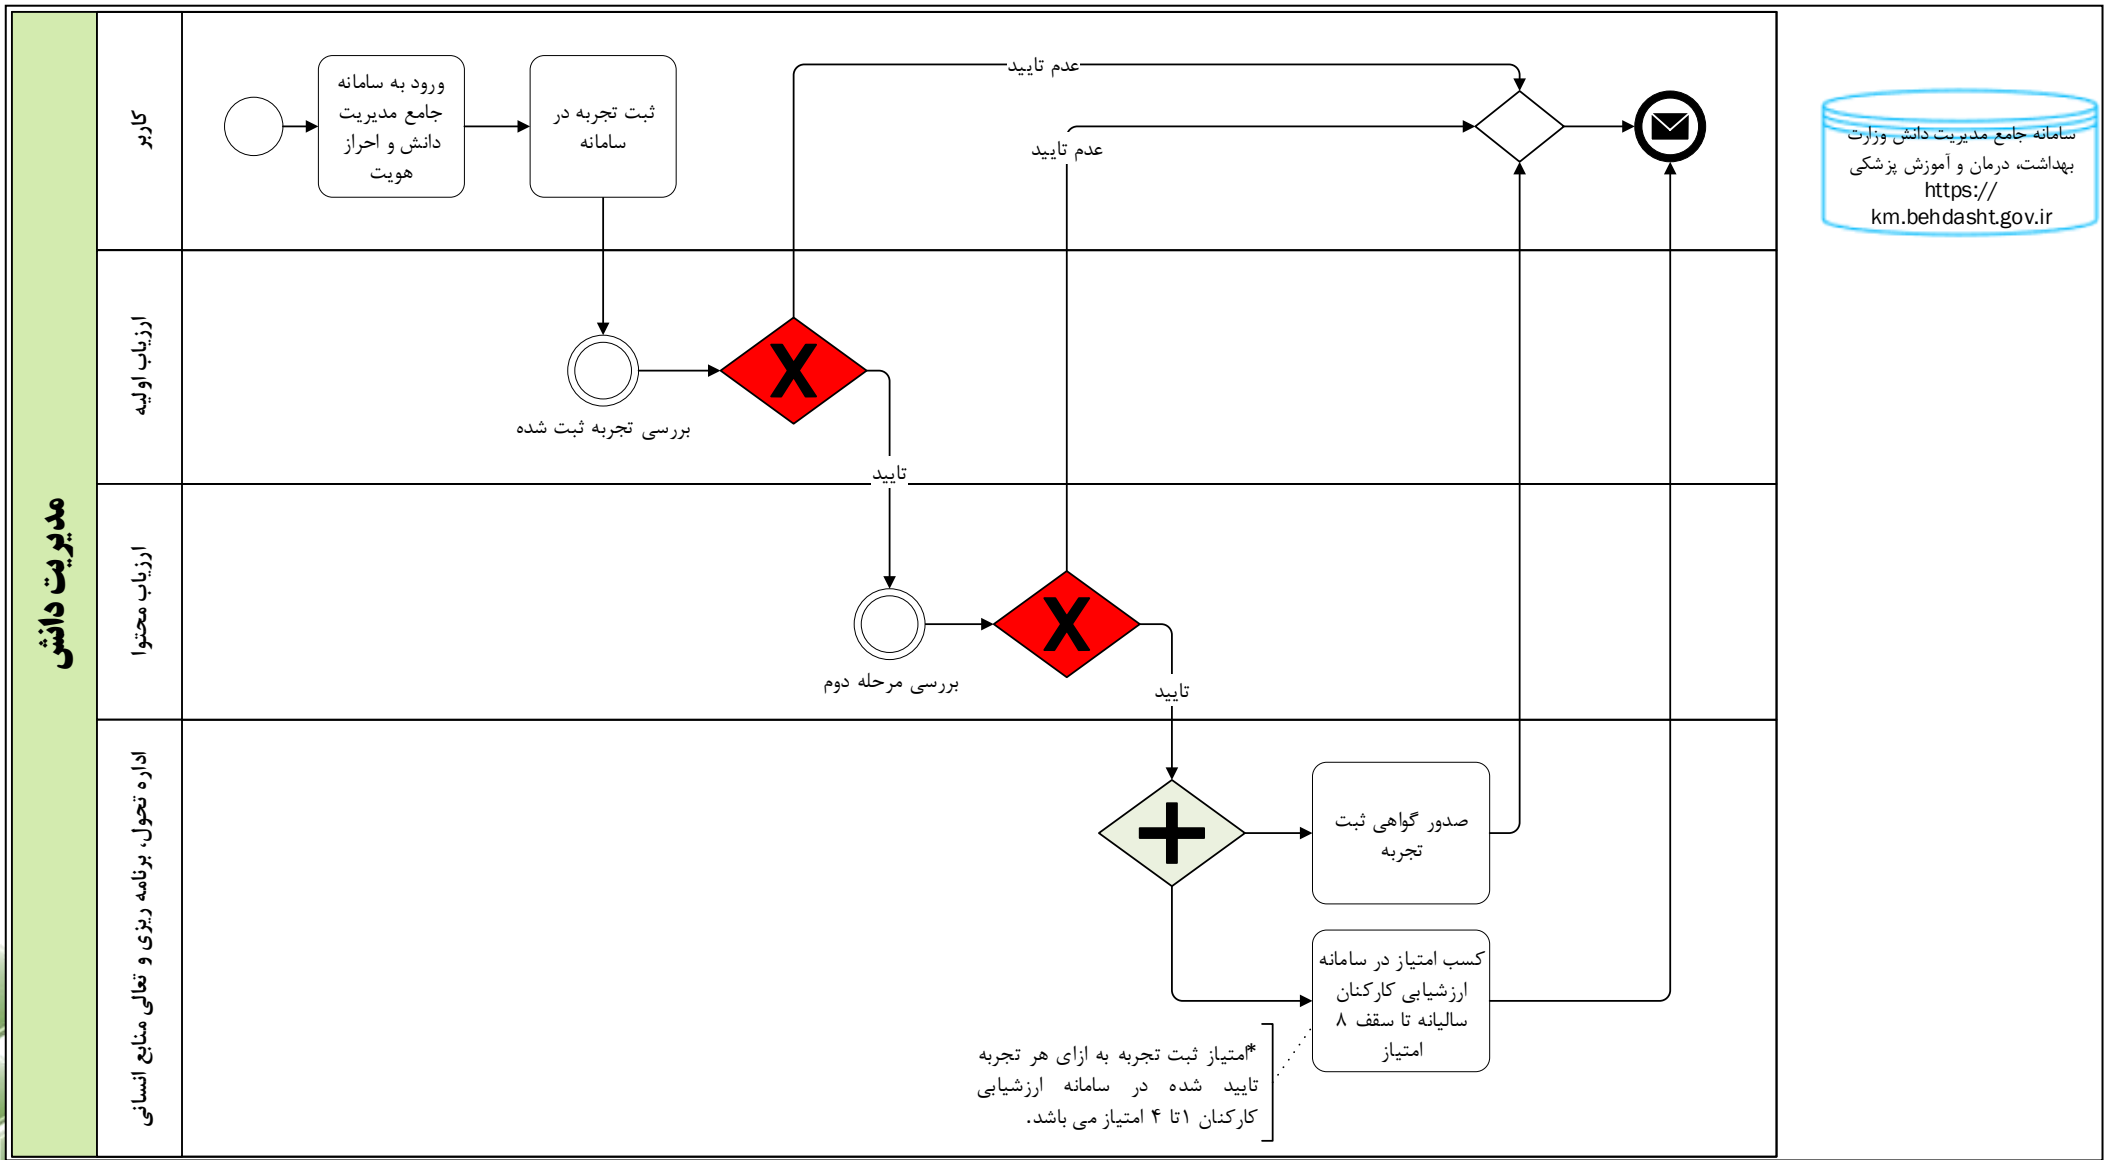 مدیریت دانش
کاربر
ورود به سامانه
جامع مدیریت
دانش و احراز
هویت
ثبت تجربه در
سامانه
عدم تایید
عدم تایید
سامانه جامع مدیریت دانش وزارت
بهداشت، درمان و آموزش پزشکی
https://
km.behdasht.gov.ir
ارزیاب اولیه
X
بررسی تجربه ثبت شده
تایید
ارزیاب محتوا
X
بررسی مرحله دوم
تایید
اداره تحول، برنامه ریزی و تعالی منابع انسانی
صدور گواهی ثبت
تجربه
کسب امتیاز در سامانه
ارزشیابی کارکنان
سالیانه تا سقف ۸
امتیاز
*امتیاز ثبت تجربه به ازای هر تجربه
تایید شده در سامانه ارزشیابی
کارکنان ۱تا ۴ امتیاز می باشد.